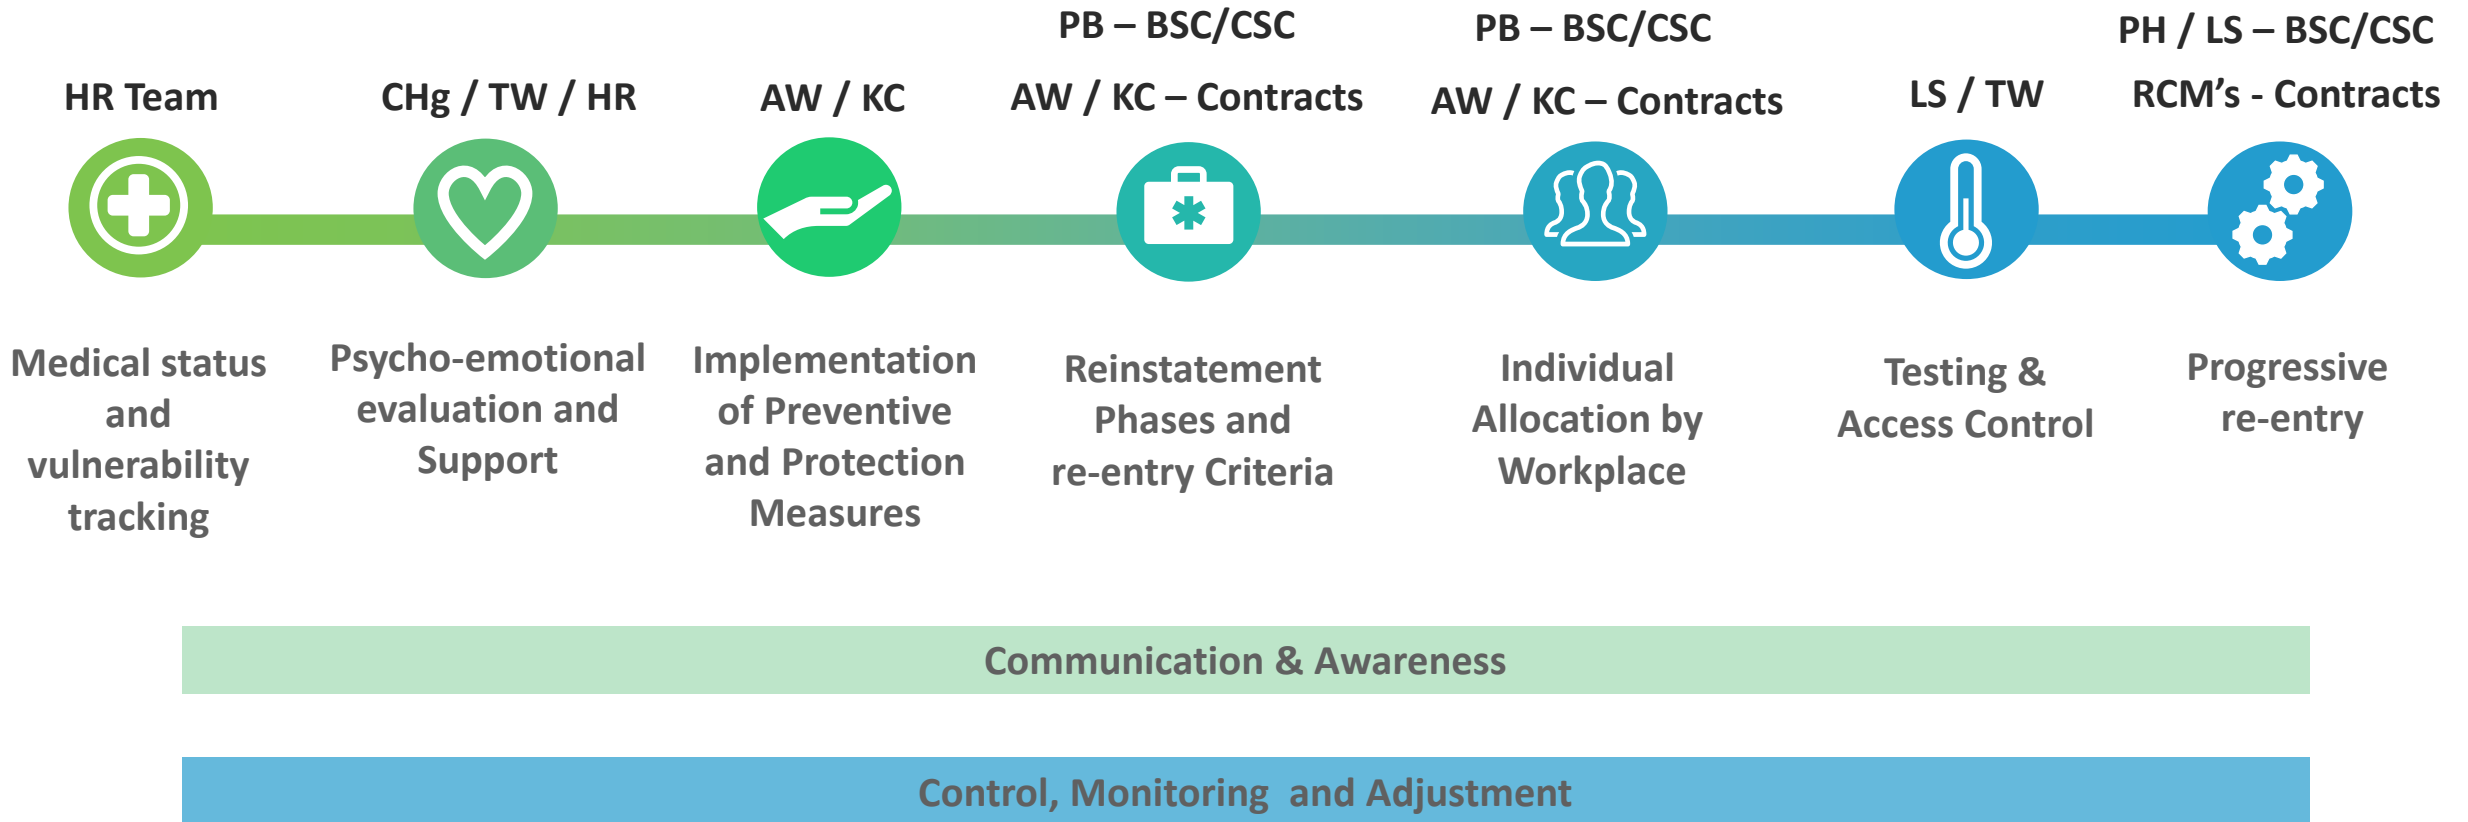 HR Team
Medical status
and
vulnerability
tracking
CHg / TW / HR
Psycho-emotional
evaluation and
Support
AW / KC
Implementation
of Preventive
and Protection
Measures
PB – BSC/CSC
AW / KC – Contracts
Reinstatement
Phases and
re-entry Criteria
PB – BSC/CSC
AW / KC – Contracts
Individual
Allocation by
Workplace
LS / TW
Testing &
Access Control
PH / LS – BSC/CSC
RCM's - Contracts
Progressive
re-entry
Communication & Awareness
Control, Monitoring  and Adjustment